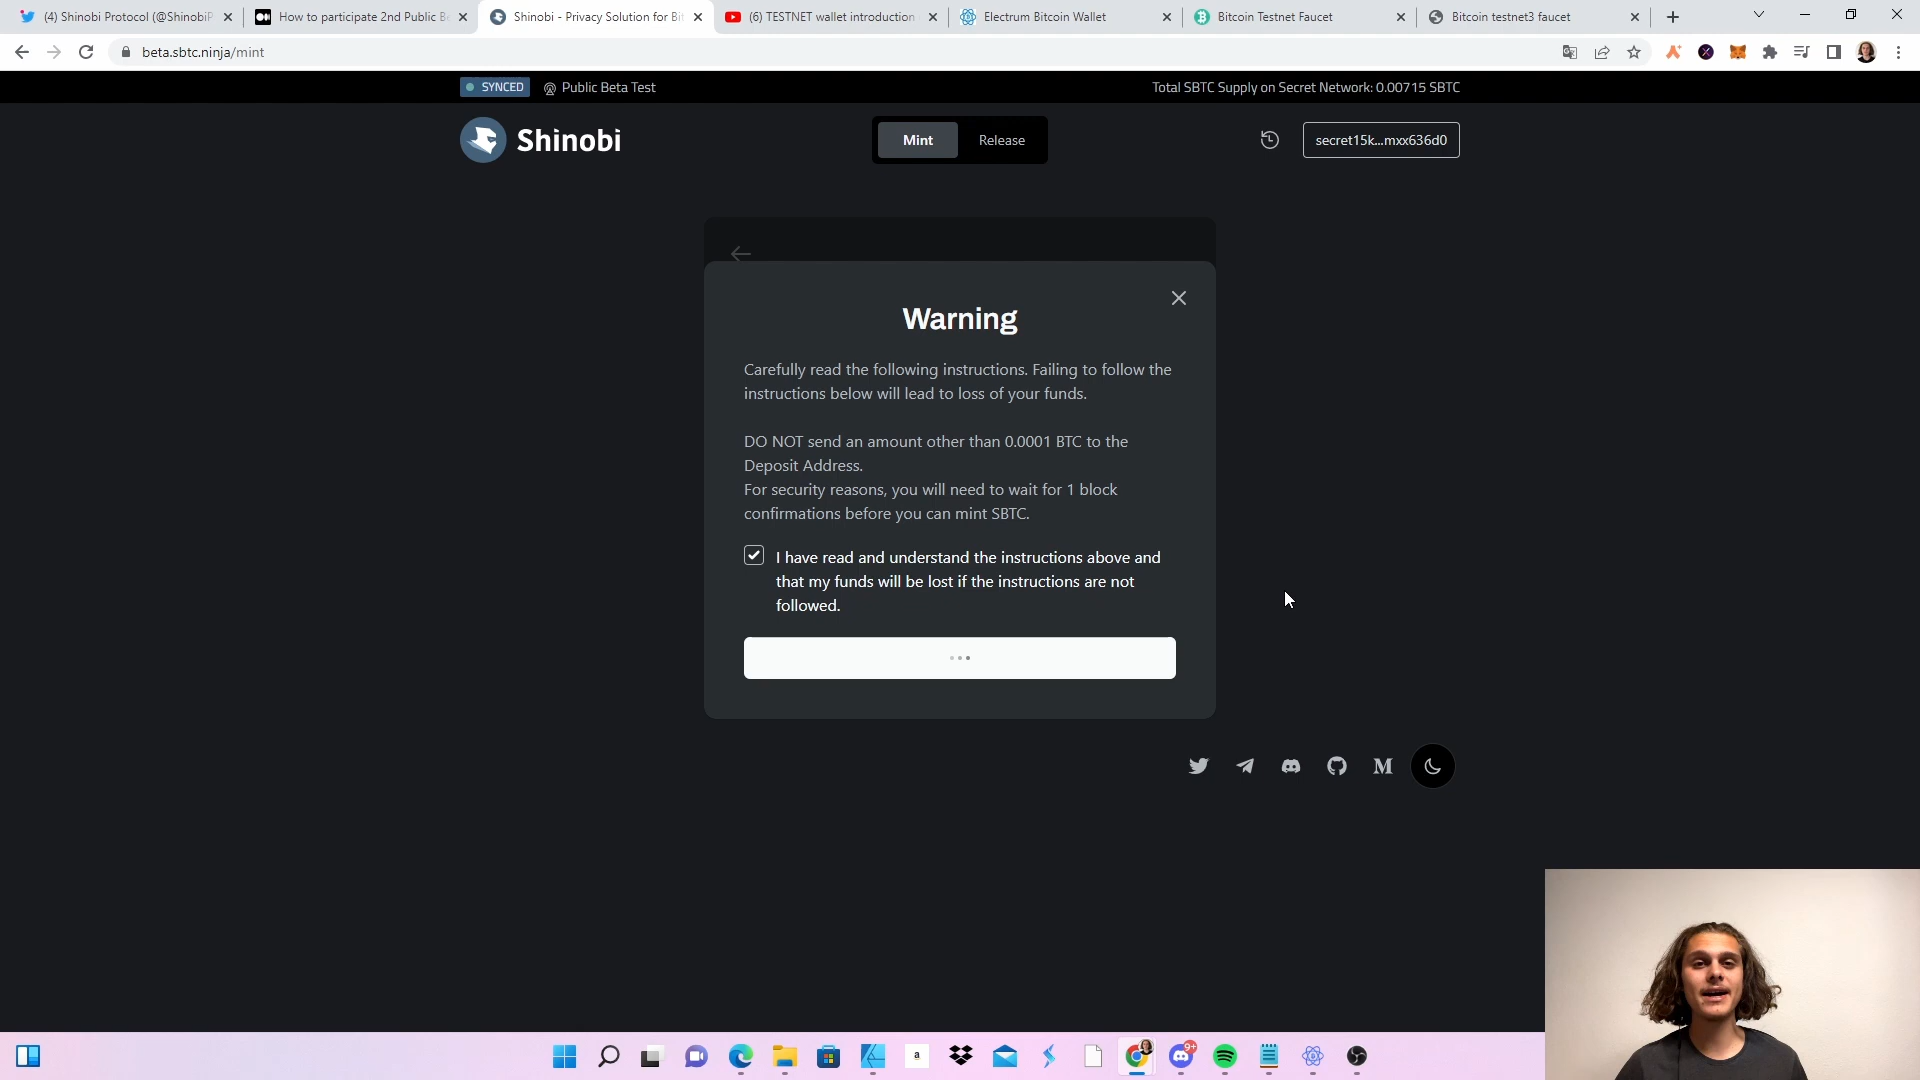 (4) Shinobi Protocol (@ShinobiP
How to participate 2nd Public Be
Shinobi - Privacy Solution for Bit
(6) TESTNET wallet introduction
Electrum Bitcoin Wallet
Bitcoin Testnet Faucet
Bitcoin testnet3 faucet
beta.sbtc.ninja/mint
SYNCED
Public Beta Test
Total SBTC Supply on Secret Network: 0.00715 SBTC
Shinobi
Mint
Release
secret15k...mxx636d0
Warning
Carefully read the following instructions. Failing to follow the
instructions below will lead to loss of your funds.
DO NOT send an amount other than 0.0001 BTC to the
Deposit Address.
For security reasons, you will need to wait for 1 block
confirmations before you can mint SBTC.
I have read and understand the instructions above and
that my funds will be lost if the instructions are not
followed.
a
9+